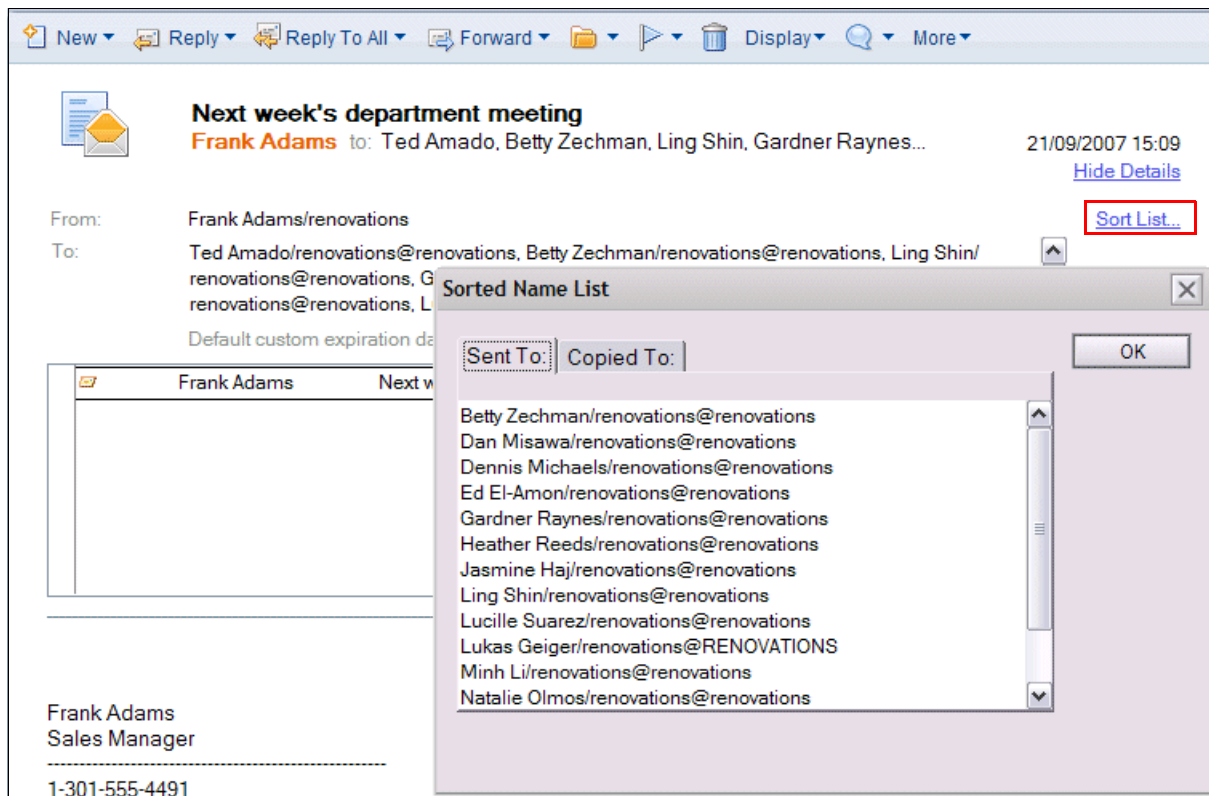 New Reply Reply To All Forward Display More
Next week's department meeting
Frank Adams to: Ted Amado, Betty Zechman, Ling Shin, Gardner Raynes...
21/09/2007 15:09
Hide Details
From: Frank Adams/renovations
Sort List...
To: Ted Amado/renovations@renovations, Betty Zechman/renovations@renovations, Ling Shin/
renovations@renovations, G
renovations@renovations, L
Default custom expiration da
Frank Adams Next w
Sorted Name List
Sent To: Copied To:
OK
Betty Zechman/renovations@renovations
Dan Misawa/renovations@renovations
Dennis Michaels/renovations@renovations
Ed El-Amon/renovations@renovations
Gardner Raynes/renovations@renovations
Heather Reeds/renovations@renovations
Jasmine Haj/renovations@renovations
Ling Shin/renovations@renovations
Lucille Suarez/renovations@renovations
Lukas Geiger/renovations@RENOVATIONS
Minh Li/renovations@renovations
Natalie Olmos/renovations@renovations
Frank Adams
Sales Manager
------------------------------------------------------
1-301-555-4491